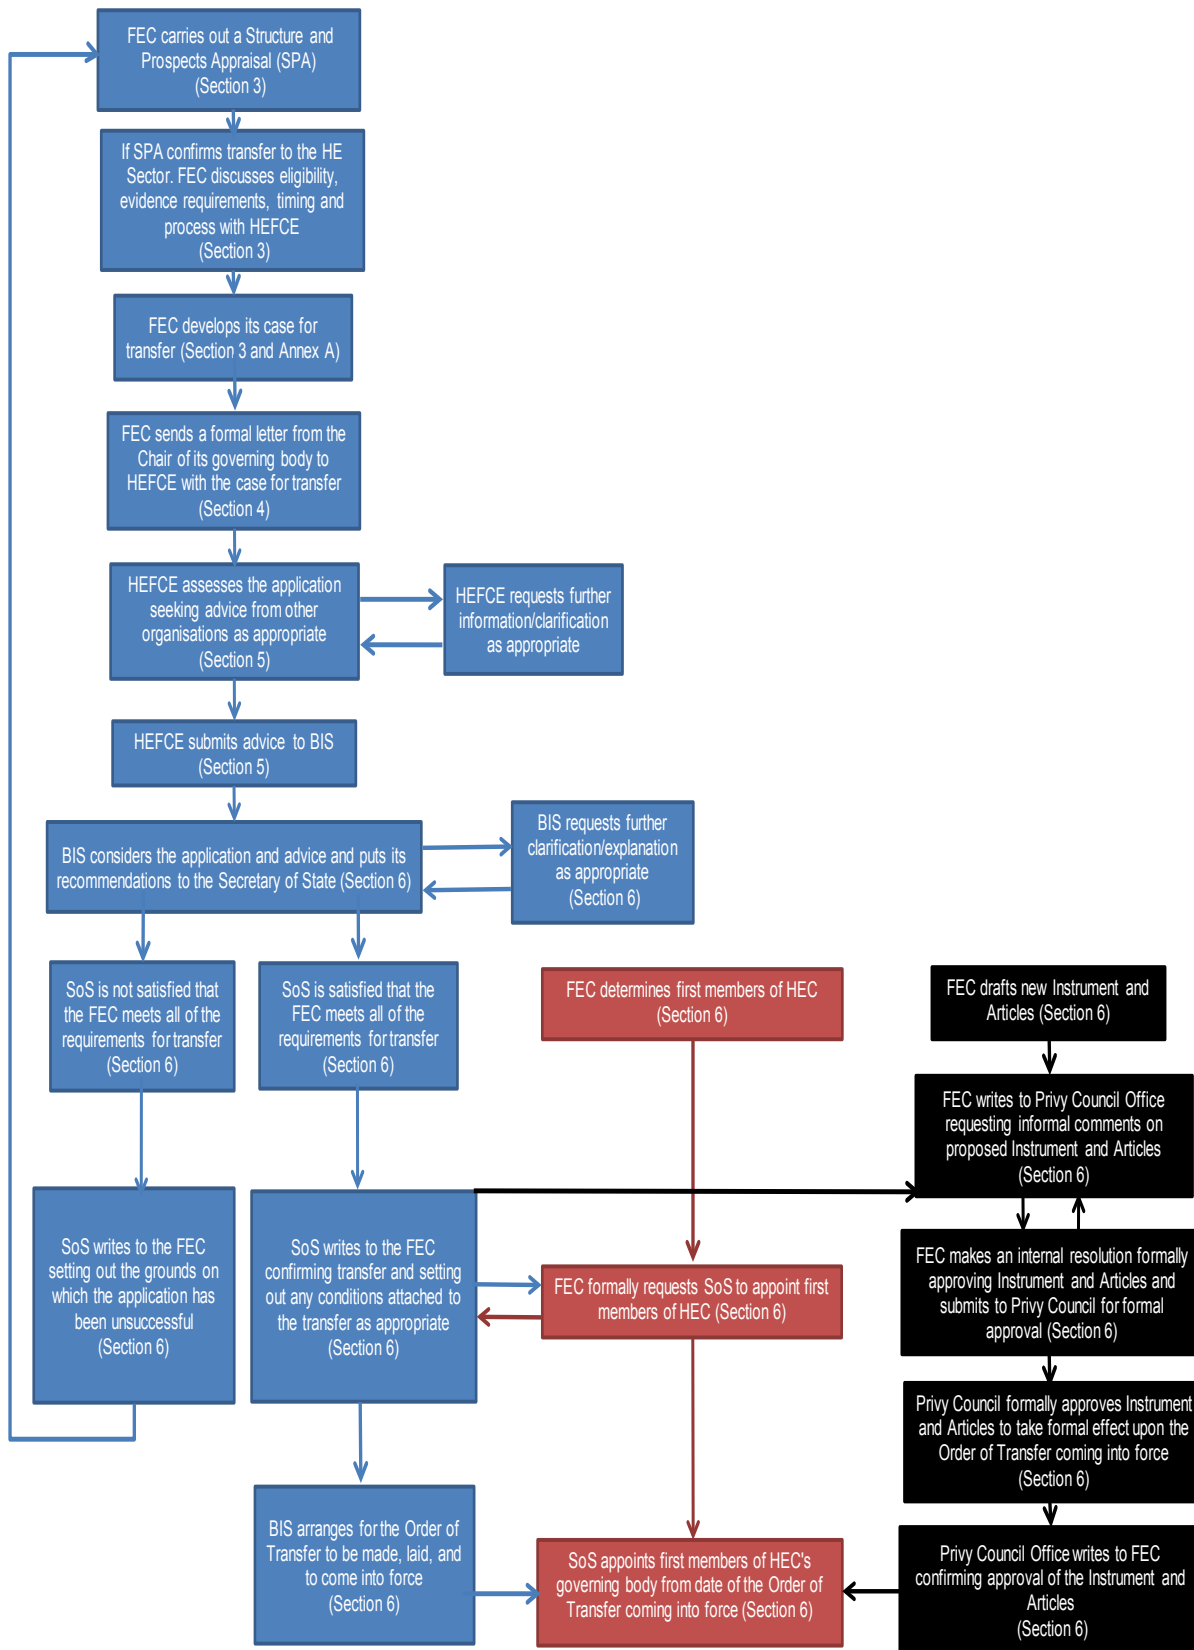 FEC carries out a Structure and
Prospects Appraisal (SPA)
(Section 3)
If SPA confirms transfer to the HE
Sector. FEC discusses eligibility,
evidence requirements, timing and
process with HEFCE
(Section 3)
FEC develops its case for
transfer (Section 3 and Annex A)
FEC sends a formal letter from the
Chair of its governing body to
HEFCE with the case for transfer
(Section 4)
HEFCE assesses the application
seeking advice from other
organisations as appropriate
(Section 5)
HEFCE requests further
information/clarification
as appropriate
HEFCE submits advice to BIS
(Section 5)
BIS considers the application and advice and puts its
recommendations to the Secretary of State (Section 6)
BIS requests further
clarification/explanation
as appropriate
(Section 6)
SoS is not satisfied that
the FEC meets all of the
requirements for transfer
(Section 6)
SoS is satisfied that the
FEC meets all of the
requirements for transfer
(Section 6)
FEC determines first members of HEC
(Section 6)
FEC drafts new Instrument and
Articles (Section 6)
FEC writes to Privy Council Office
requesting informal comments on
proposed Instrument and Articles
(Section 6)
SoS writes to the FEC
setting out the grounds on
which the application has
been unsuccessful
(Section 6)
SoS writes to the FEC
confirming transfer and setting
out any conditions attached to
the transfer as appropriate
(Section 6)
FEC formally requests SoS to appoint first
members of HEC (Section 6)
FEC makes an internal resolution formally
approving Instrument and Articles and
submits to Privy Council for formal
approval (Section 6)
Privy Council formally approves Instrument
and Articles to take formal effect upon the
Order of Transfer coming into force
(Section 6)
BIS arranges for the Order of
Transfer to be made, laid, and
to come into force
(Section 6)
SoS appoints first members of HEC's
governing body from date of the Order of
Transfer coming into force (Section 6)
Privy Council Office writes to FEC
confirming approval of the Instrument and
Articles
(Section 6)